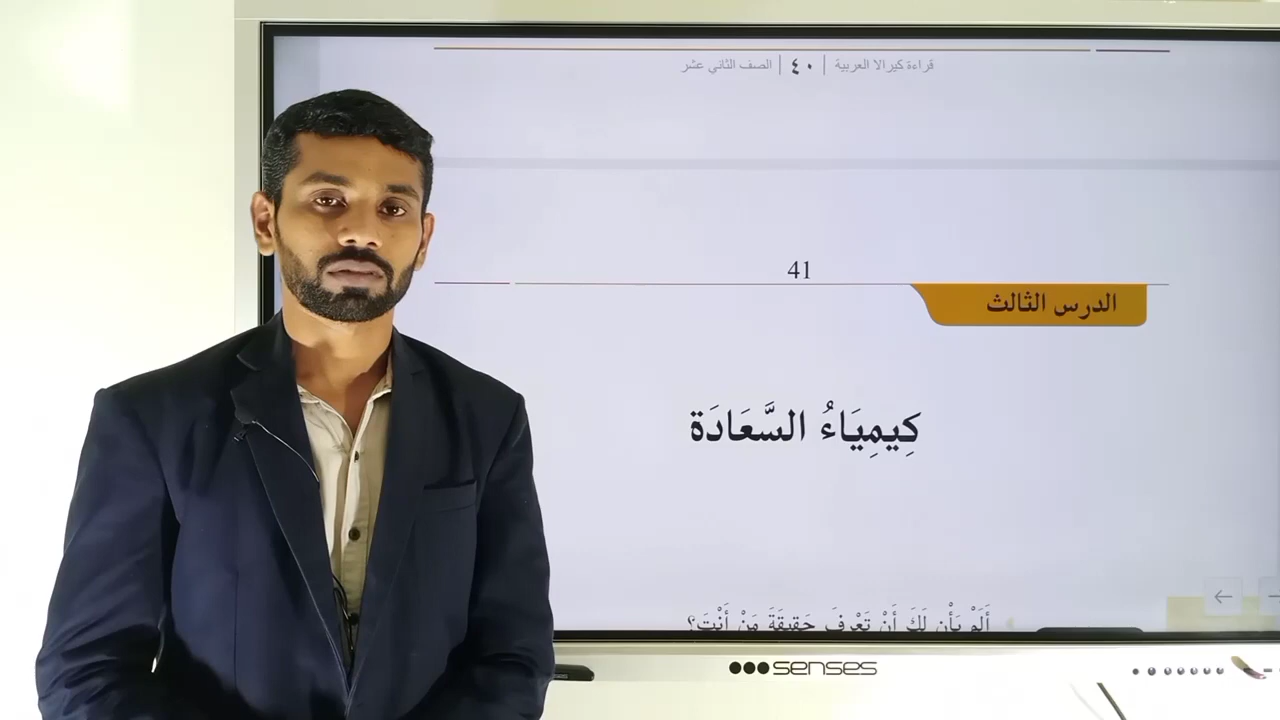 قراءة كيرالا العربية | ٤٠ | الصف الثاني عشر
41
الدرس الثالث
كِيمِيَاءُ السَّعَادَة
أَلَمْ يَأْنِ لَكَ أَنْ تَعْرِفَ حَقِيقَةَ مَنْ أَنْتَ؟
senses